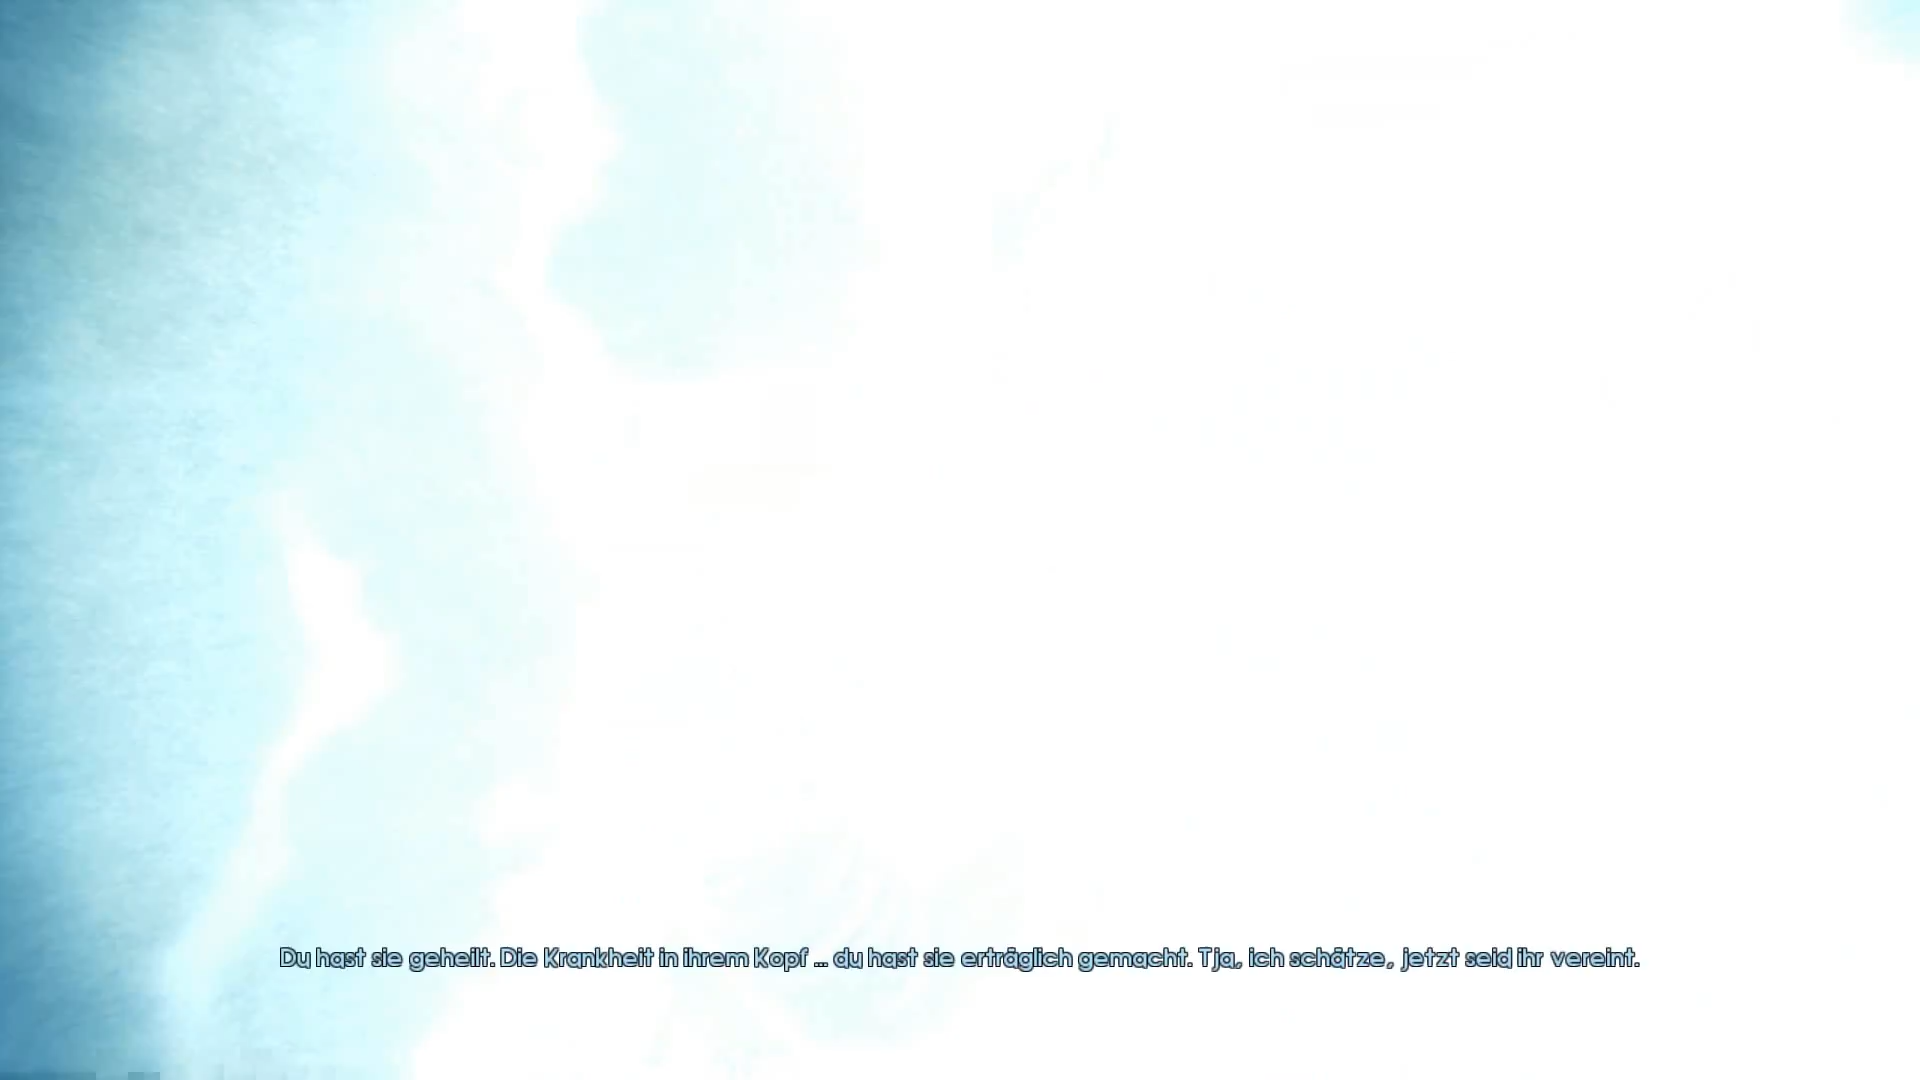 Du hast sie geheilt. Die Krankheit in ihrem Kopf ... du hast sie erträglich gemacht. Tja, ich schätze, jetzt seid ihr vereint.